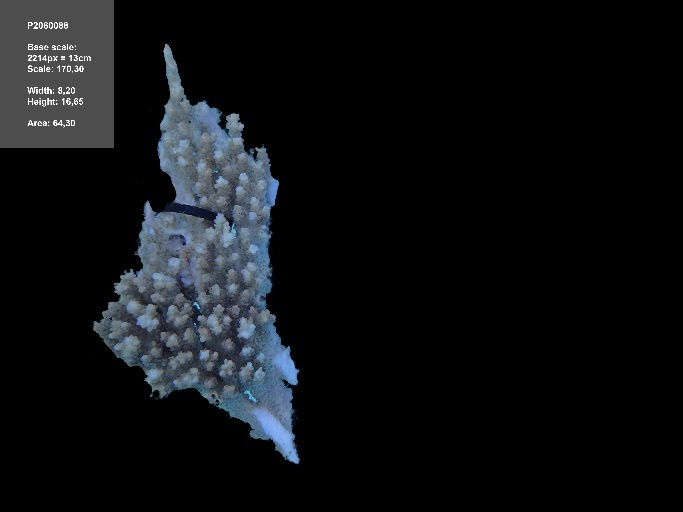 P2060086
Base scale:
2214px = 13cm
Scale: 170,30
Width: 8,20
Height: 16,65
Area: 64,30